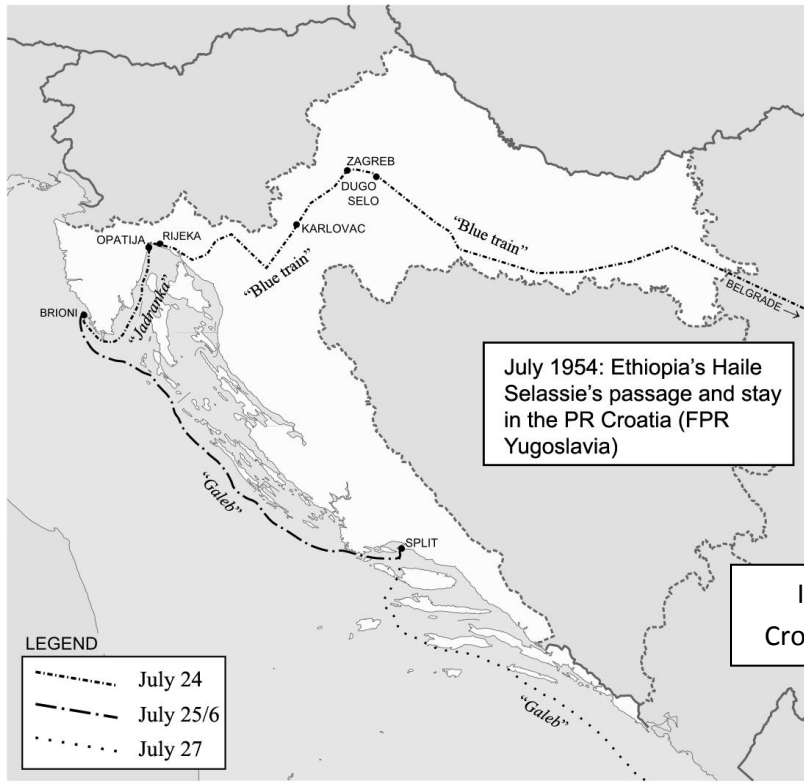 ZAGREB
DUGO
SELO
KARLOVAC
OPATIJA
RIJEKA
BRIONI
"Blue train"
"Blue train"
BELGRADE →
"Jadranka"
July 1954: Ethiopia's Haile
Selassie's passage and stay
in the PR Croatia (FPR
Yugoslavia)
"Galeb"
SPLIT
"Galeb"
LEGEND
July 24
July 25/6
July 27